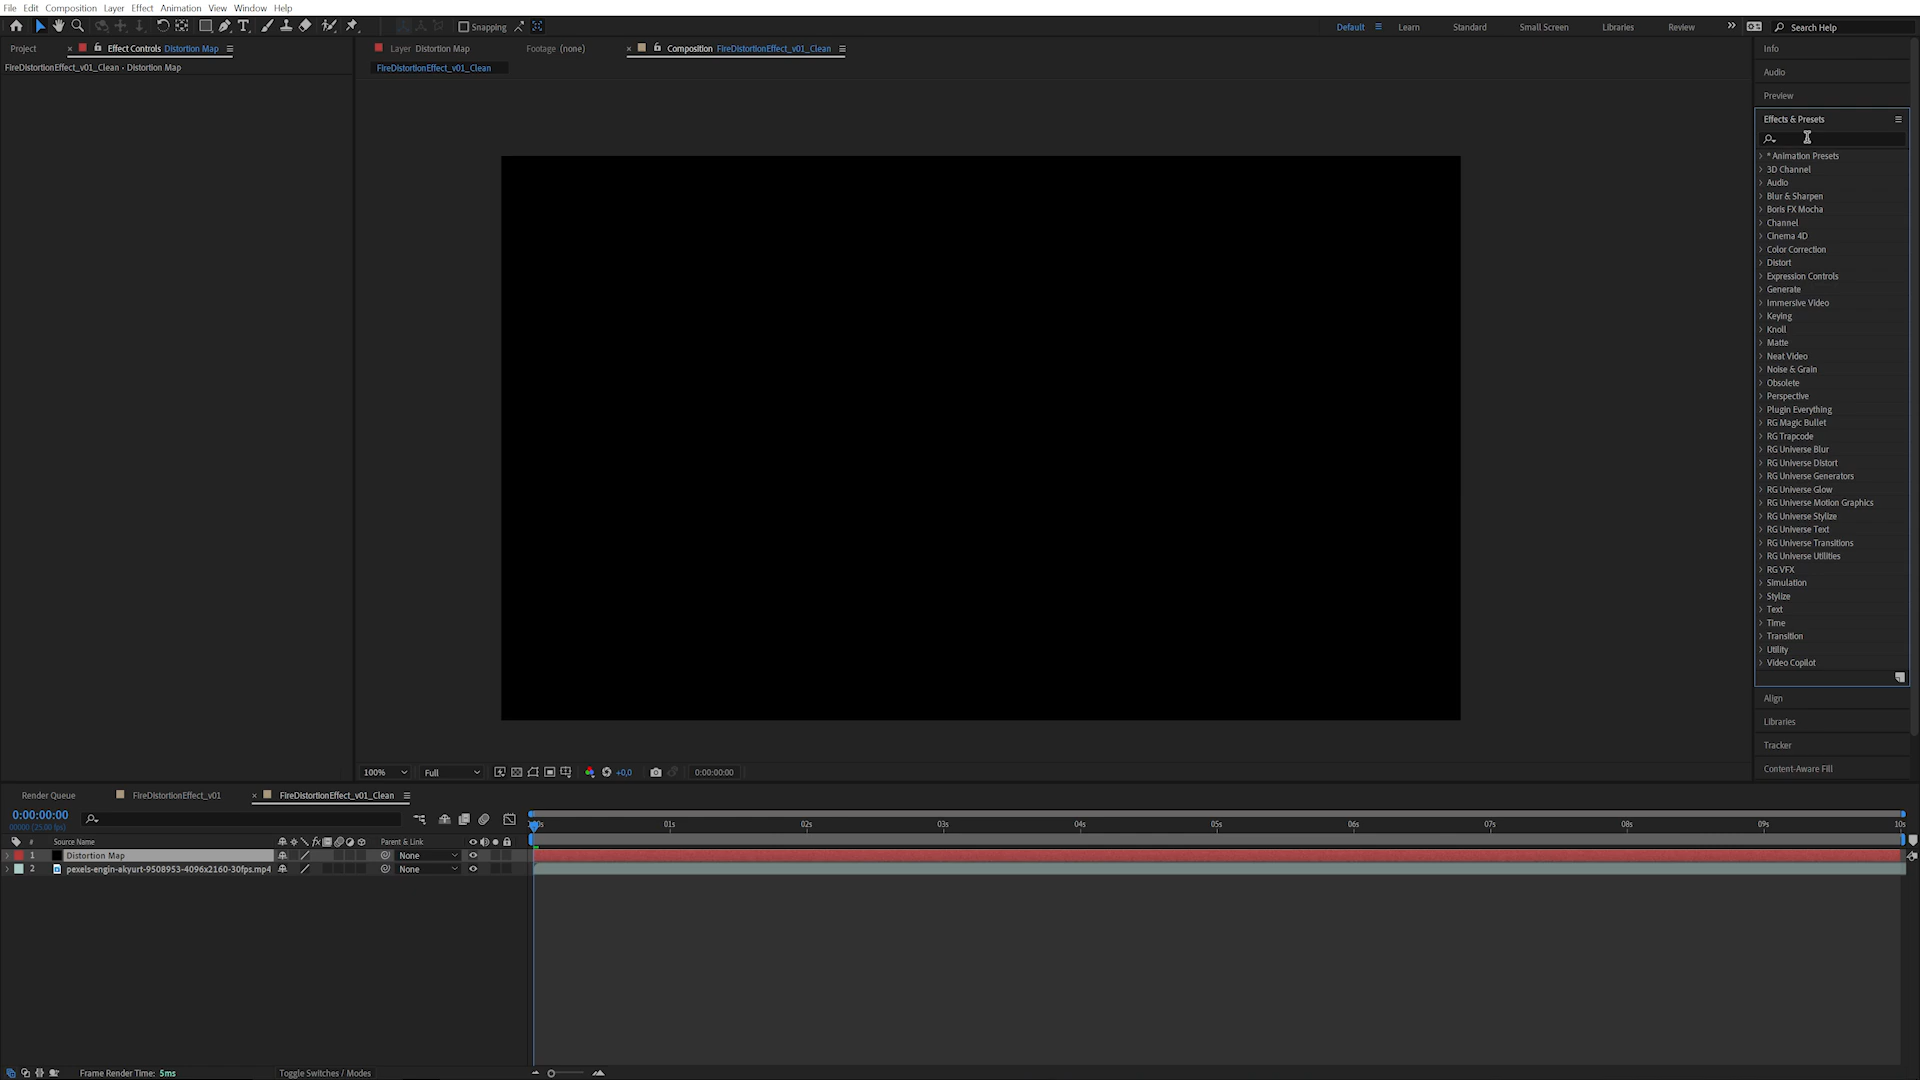 File Edit Composition Layer Effect Animation View Window Help
Snapping
Default Learn Standard Small Screen Libraries Review
Search Help
Project
Effect Controls Distortion Map
FireDistortionEffect_v01_Clean • Distortion Map
Layer Distortion Map
Footage (none)
Composition FireDistortionEffect_v01_Clean
FireDistortionEffect_v01_Clean
Info
Audio
Preview
Effects & Presets
* Animation Presets
3D Channel
Audio
Blur & Sharpen
Boris FX Mocha
Channel
Cinema 4D
Color Correction
Distort
Expression Controls
Generate
Immersive Video
Keying
Knoll
Matte
Neat Video
Noise & Grain
Obsolete
Perspective
Plugin Everything
RG Magic Bullet
RG Trapcode
RG Universe Blur
RG Universe Distort
RG Universe Generators
RG Universe Glow
RG Universe Motion Graphics
RG Universe Stylize
RG Universe Text
RG Universe Transitions
RG Universe Utilities
RG VFX
Simulation
Stylize
Text
Time
Transition
Utility
Video Copilot
Align
Libraries
Tracker
Content-Aware Fill
100% Full +0,0 0:00:00:00
Render Queue FireDistortionEffect_v01 FireDistortionEffect_v01_Clean
0:00:00:00
00000 (25.00 fps)
01s 02s 03s 04s 05s 06s 07s 08s 09s 10s
# Source Name Parent & Link
1 Distortion Map None
2 pexels-engin-akyurt-9508953-4096x2160-30fps.mp4 None
Frame Render Time: 5ms
Toggle Switches / Modes